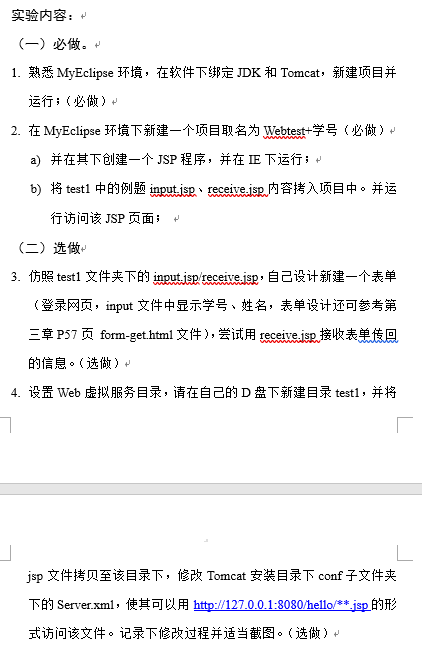 实验内容：
（一）必做。
1. 熟悉 MyEclipse 环境，在软件下绑定 JDK 和 Tomcat，新建项目并
运行；（必做）
2. 在 MyEclipse 环境下新建一个项目取名为 Webtest+学号（必做）
a) 并在其下创建一个 JSP 程序，并在 IE 下运行；
b) 将 test1 中的例题 input.jsp、receive.jsp 内容拷入项目中。并运
行访问该 JSP 页面；
（二）选做
3. 仿照 test1 文件夹下的 input.jsp/receive.jsp，自己设计新建一个表单
（登录网页，input 文件中显示学号、姓名，表单设计还可参考第
三章 P57 页 form-get.html 文件），尝试用 receive.jsp 接收表单传回
的信息。（选做）
4. 设置 Web 虚拟服务目录，请在自己的 D 盘下新建目录 test1，并将
jsp 文件拷贝至该目录下，修改 Tomcat 安装目录下 conf 子文件夹
下的 Server.xml，使其可以用 http://127.0.0.1:8080/hello/**.jsp 的形
式访问该文件。记录下修改过程并适当截图。（选做）